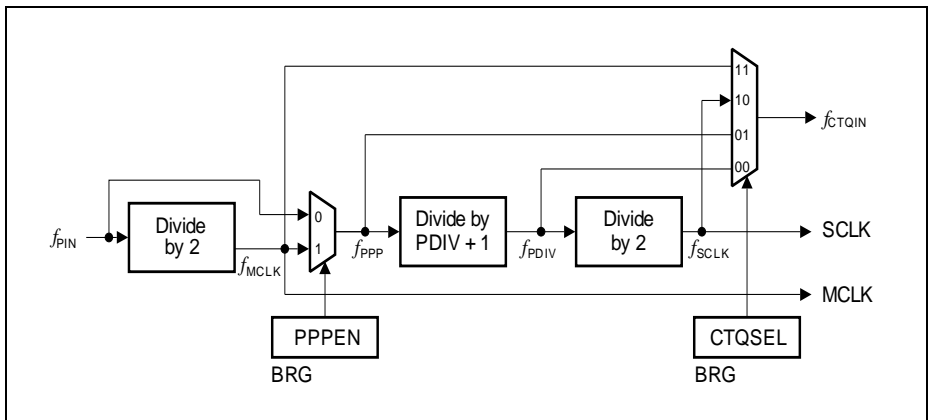 11
10
fCTQIN
01
00
Divide
by 2
0
1
Divide by
PDIV + 1
Divide
by 2
fPIN
fMCLK
fPPP
fPDIV
fSCLK
SCLK
MCLK
PPPEN
CTQSEL
BRG
BRG